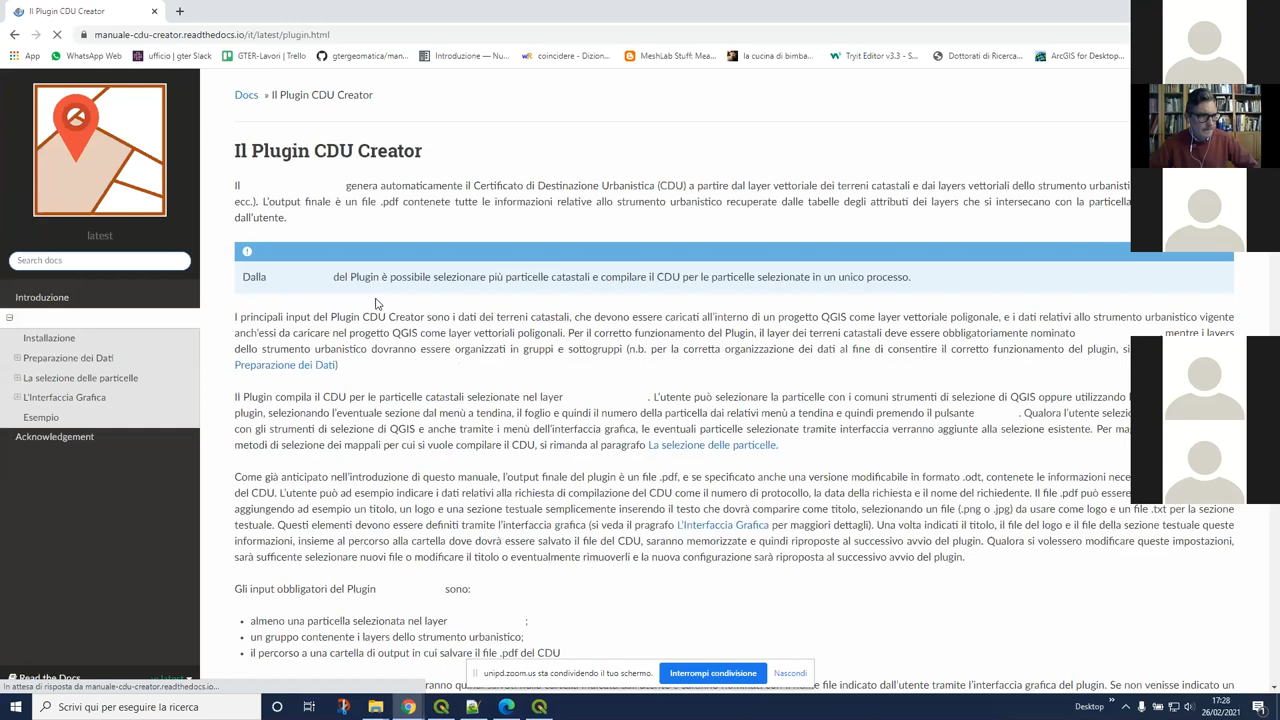 Il Plugin CDU Creator
manuale-cdu-creator.readthedocs.io/it/latest/plugin.html
App WhatsApp Web ufficio | gter Slack GTER-Lavori | Trello gtergeomatica/man... Introduzione — Nu... coincidere - Dizion... MeshLab Stuff: Mea... la cucina di bimba... Tryit Editor v3.3 - S... Dottorati di Ricerca... ArcGIS for Desktop...
latest
Search docs
Introduzione
Installazione
Preparazione dei Dati
La selezione delle particelle
L'Interfaccia Grafica
Esempio
Acknowledgement
Read the Docs
v: latest
Docs » Il Plugin CDU Creator
Il Plugin CDU Creator
Il genera automaticamente il Certificato di Destinazione Urbanistica (CDU) a partire dal layer vettoriale dei terreni catastali e dai layers vettoriali dello strumento urbanisti
ecc.). L'output finale è un file .pdf contenete tutte le informazioni relative allo strumento urbanistico recuperate dalle tabelle degli attributi dei layers che si intersecano con la particella
dall'utente.
Dalla del Plugin è possibile selezionare più particelle catastali e compilare il CDU per le particelle selezionate in un unico processo.
I principali input del Plugin CDU Creator sono i dati dei terreni catastali, che devono essere caricati all'interno di un progetto QGIS come layer vettoriale poligonale, e i dati relativi allo strumento urbanistico vigente
anch'essi da caricare nel progetto QGIS come layer vettoriali poligonali. Per il corretto funzionamento del Plugin, il layer dei terreni catastali deve essere obbligatoriamente nominato mentre i layers
dello strumento urbanistico dovranno essere organizzati in gruppi e sottogruppi (n.b. per la corretta organizzazione dei dati al fine di consentire il corretto funzionamento del plugin, si
Preparazione dei Dati)
Il Plugin compila il CDU per le particelle catastali selezionate nel layer . L'utente può selezionare la particelle con i comuni strumenti di selezione di QGIS oppure utilizzando l
plugin, selezionando l'eventuale sezione dal menù a tendina, il foglio e quindi il numero della particella dai relativi menù a tendina e quindi premendo il pulsante . Qualora l'utente selezio
con gli strumenti di selezione di QGIS e anche tramite i menù dell'interfaccia grafica, le eventuali particelle selezionate tramite interfaccia verranno aggiunte alla selezione esistente. Per mag
metodi di selezione dei mappali per cui si vuole compilare il CDU, si rimanda al paragrafo La selezione delle particelle.
Come già anticipato nell'introduzione di questo manuale, l'output finale del plugin è un file .pdf, e se specificato anche una versione modificabile in formato .odt, contenete le informazioni nece
del CDU. L'utente può ad esempio indicare i dati relativi alla richiesta di compilazione del CDU come il numero di protocollo, la data della richiesta e il nome del richiedente. Il file .pdf può essere
aggiungendo ad esempio un titolo, un logo e una sezione testuale semplicemente inserendo il testo che dovrà comparire come titolo, selezionando un file (.png o .jpg) da usare come logo e un file .txt per la sezione
testuale. Questi elementi devono essere definiti tramite l'interfaccia grafica (si veda il pragrafo L'Interfaccia Grafica per maggiori dettagli). Una volta indicati il titolo, il file del logo e il file della sezione testuale queste
informazioni, insieme al percorso alla cartella dove dovrà essere salvato il file del CDU, saranno memorizzate e quindi riproposte al successivo avvio del plugin. Qualora si volessero modificare queste impostazioni,
sarà sufficente selezionare nuovi file o modificare il titolo o eventualmente rimuoverli e la nuova configurazione sarà riproposta al successivo avvio del plugin.
Gli input obbligatori del Plugin sono:
almeno una particella selezionata nel layer ;
un gruppo contenente i layers dello strumento urbanistico;
il percorso a una cartella di output in cui salvare il file .pdf del CDU
unipd.zoom.us sta condividendo il tuo schermo. Interrompi condivisione Nascondi
In attesa di risposta da manuale-cdu-creator.readthedocs.io...
Scrivi qui per eseguire la ricerca
Desktop
17:28
26/02/2021